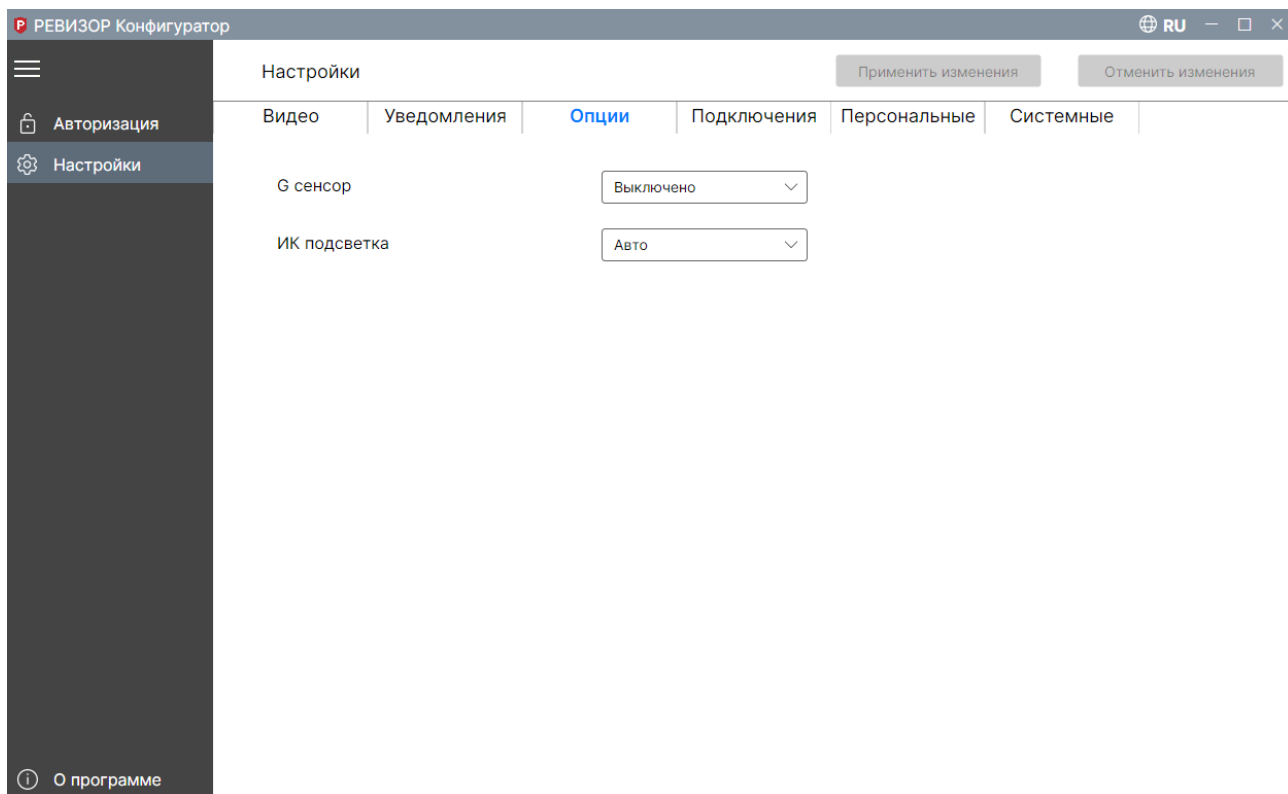 Р РЕВИЗОР Конфигуратор RU
Настройки Применить изменения Отменить изменения
Авторизация
Настройки
Видео Уведомления Опции Подключения Персональные Системные
G сенсор Выключено
ИК подсветка Авто
О программе